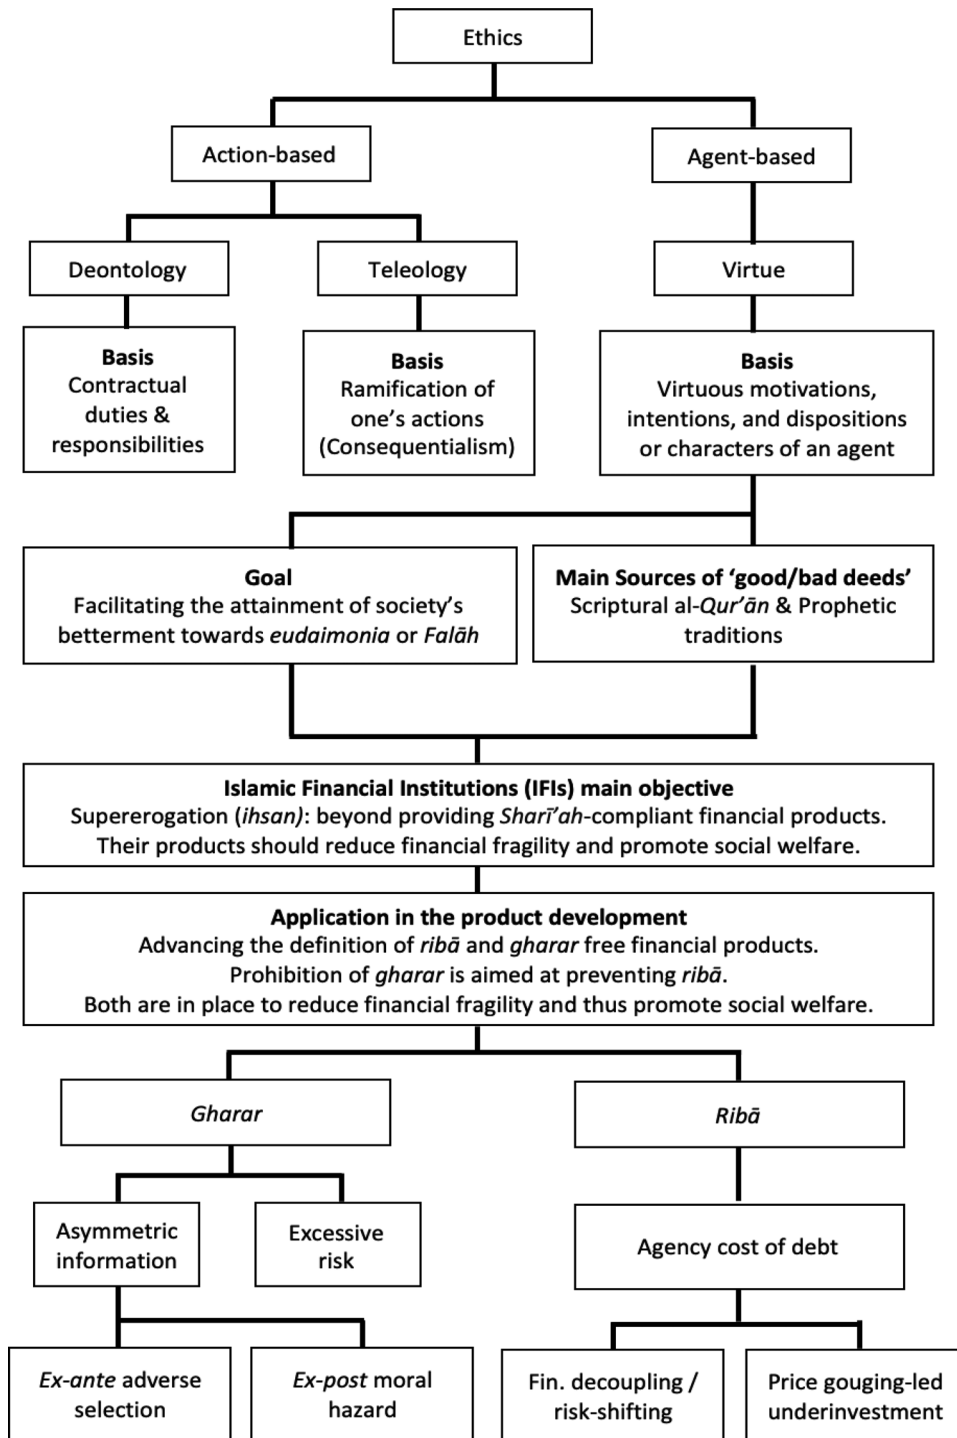 Ethics
Action-based
Agent-based
Deontology
Teleology
Virtue
Basis
Contractual
duties &
responsibilities
Basis
Ramification of
one’s actions
(Consequentialism)
Basis
Virtuous motivations,
intentions, and dispositions
or characters of an agent
Goal
Facilitating the attainment of society’s
betterment towards eudaimonia or Falāh
Main Sources of ‘good/bad deeds’
Scriptural al-Qur’ān & Prophetic
traditions
Islamic Financial Institutions (IFIs) main objective
Supererogation (ihsan): beyond providing Sharī’ah-compliant financial products.
Their products should reduce financial fragility and promote social welfare.
Application in the product development
Advancing the definition of ribā and gharar free financial products.
Prohibition of gharar is aimed at preventing ribā.
Both are in place to reduce financial fragility and thus promote social welfare.
Gharar
Ribā
Asymmetric
information
Excessive
risk
Agency cost of debt
Ex-ante adverse
selection
Ex-post moral
hazard
Fin. decoupling /
risk-shifting
Price gouging-led
underinvestment